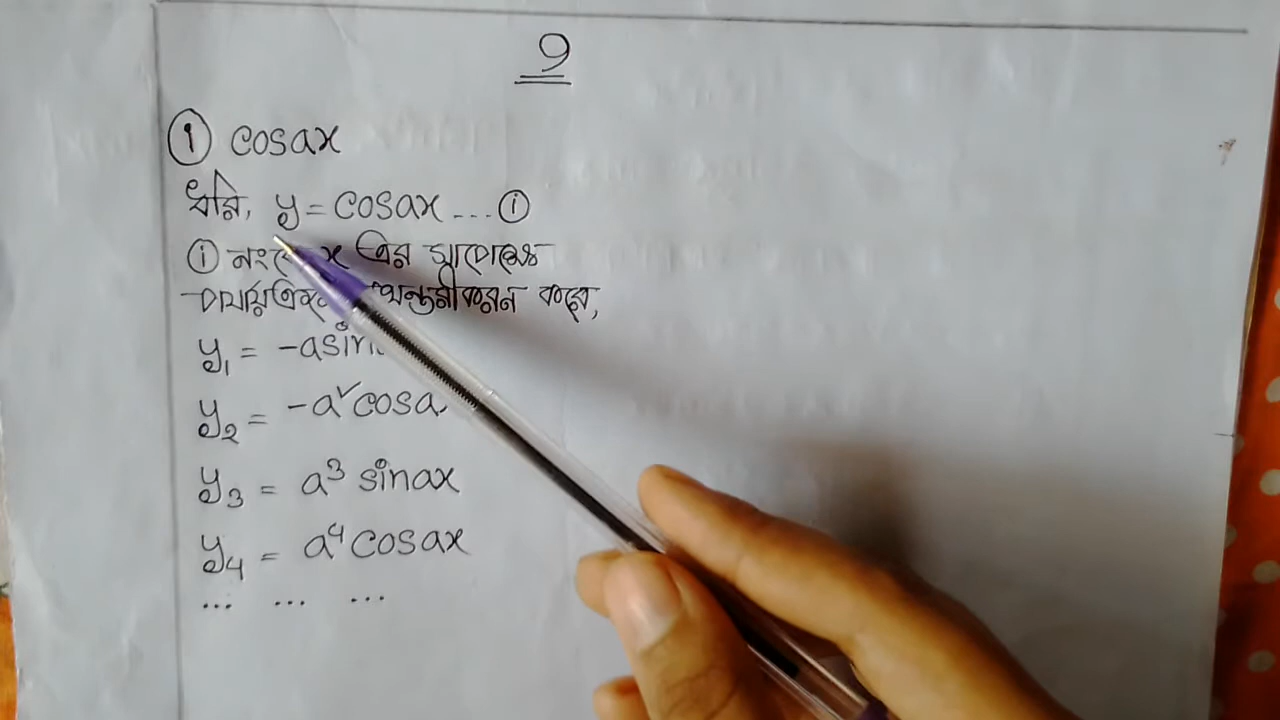 9
① cosax
ধরি, y = cosax ... ①
① নং x এর সাপেক্ষে
অন্তরীকরন করে,
y₁ = -asin
y₂ = -a² cosa
y₃ = a³ sinax
y₄ = a⁴ cosax
... ... ...